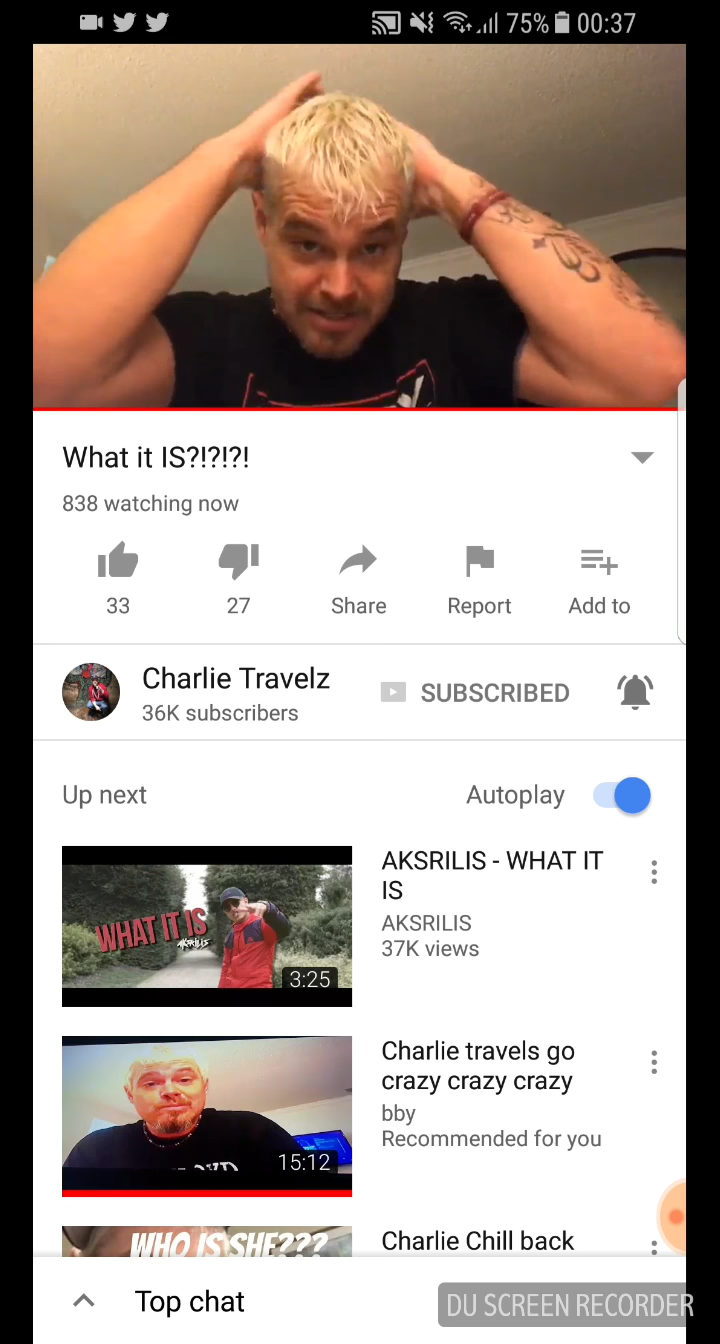 75% 00:37
What it IS?!?!?!
838 watching now
33
27
Share
Report
Add to
Charlie Travelz
36K subscribers
SUBSCRIBED
Up next
Autoplay
WHAT IT IS
AKSRILIS
3:25
AKSRILIS - WHAT IT
IS
AKSRILIS
37K views
15:12
Charlie travels go
crazy crazy crazy
bby
Recommended for you
WHO IS SHE???
Charlie Chill back
Top chat
DU SCREEN RECORDER